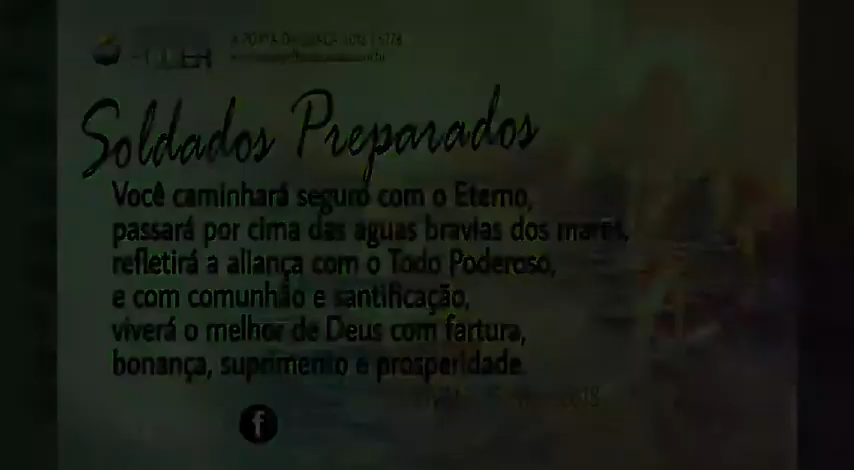 Soldados Preparados
Você caminhará seguro com o Eterno,
passará por cima das aguas bravias dos mares,
refletirá a aliança com o Todo Poderoso,
e com comunhão e santificação,
viverá o melhor de Deus com fartura,
bonança, suprimento e prosperidade.
f